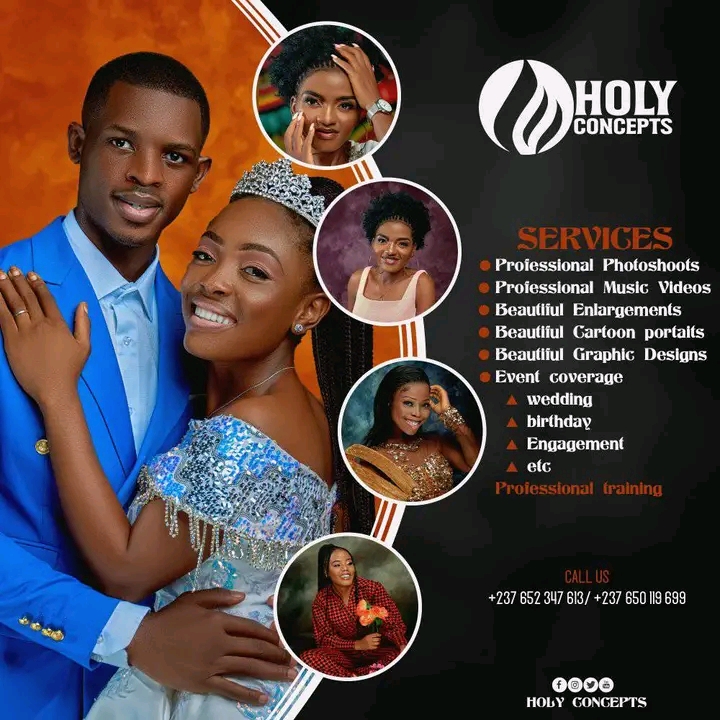 HOLY
CONCEPTS
SERVICES
Professional Photoshoots
Professional Music Videos
Beautiful Enlargements
Beautiful Cartoon portaits
Beautiful Graphic Designs
Event coverage
wedding
birthday
Engagement
etc
Professional training
CALL US
+237 652 347 613/ +237 650 119 699
HOLY CONCEPTS